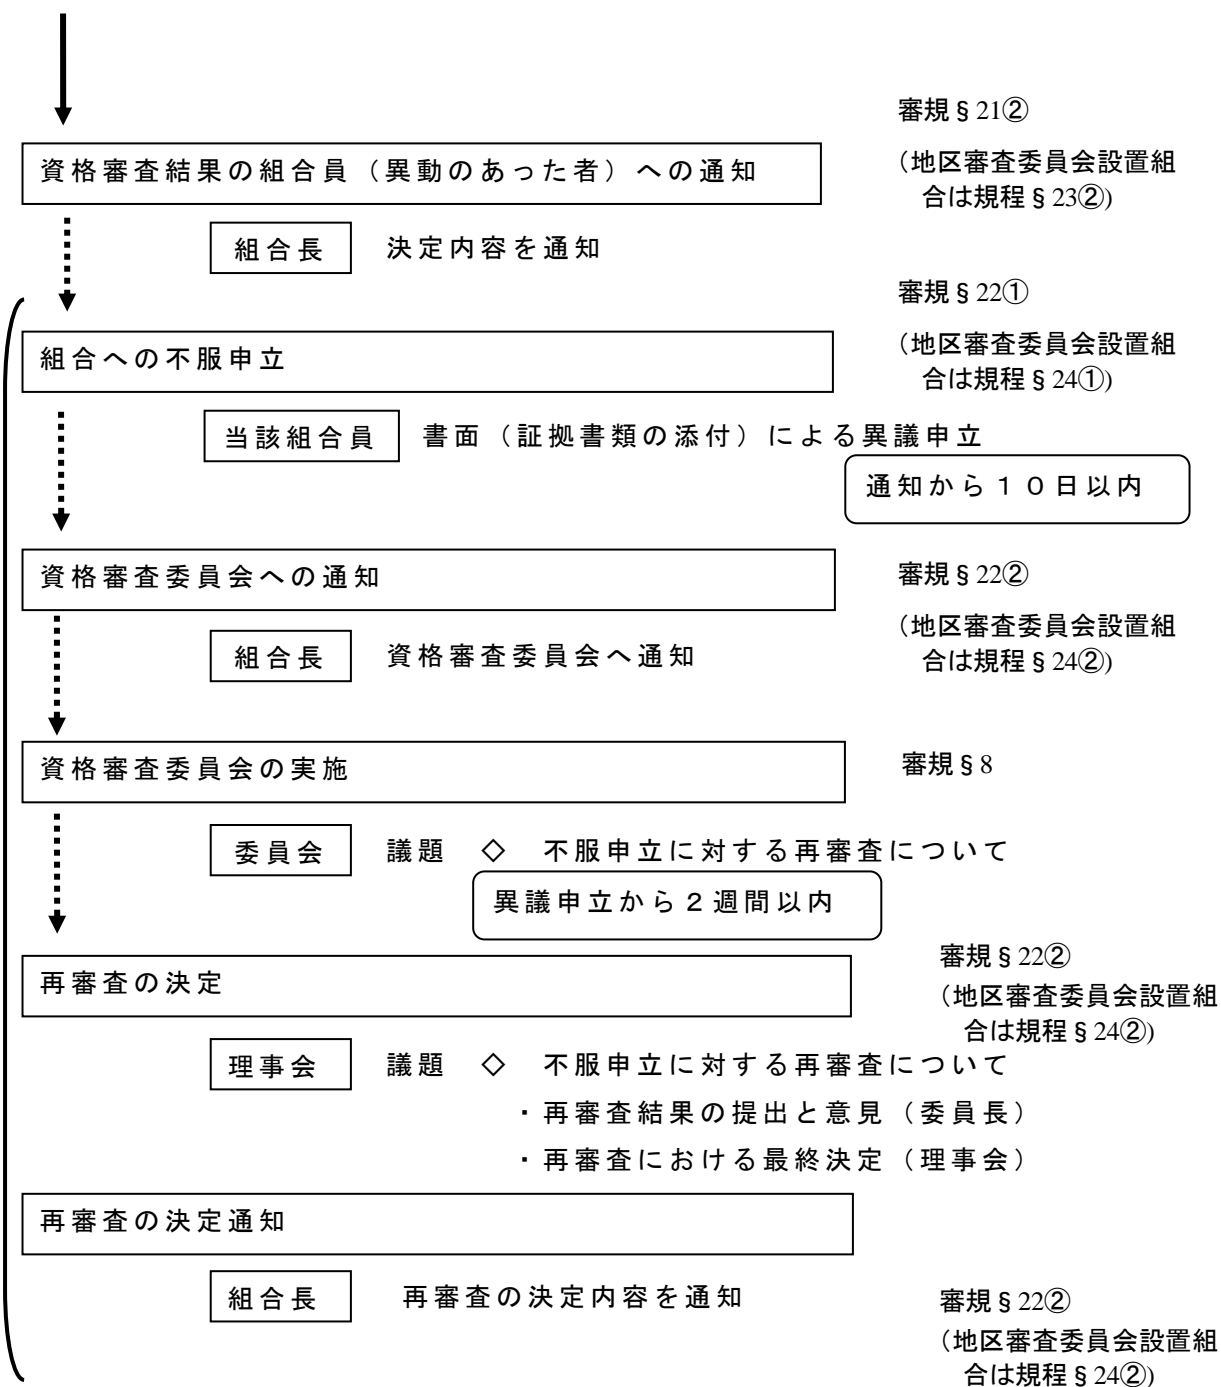 審規§21②
資格審査結果の組合員（異動のあった者）への通知
（地区審査委員会設置組
合は規程§23②)
組合長 決定内容を通知
審規§22①
組合への不服申立
（地区審査委員会設置組
合は規程§24①)
当該組合員 書面（証拠書類の添付）による異議申立
通知から１０日以内
資格審査委員会への通知
審規§22②
（地区審査委員会設置組
合は規程§24②)
組合長 資格審査委員会へ通知
資格審査委員会の実施
審規§8
委員会 議題 ◇ 不服申立に対する再審査について
異議申立から２週間以内
再審査の決定
審規§22②
（地区審査委員会設置組
合は規程§24②)
理事会 議題 ◇ 不服申立に対する再審査について
・再審査結果の提出と意見（委員長）
・再審査における最終決定（理事会）
再審査の決定通知
組合長 再審査の決定内容を通知
審規§22②
（地区審査委員会設置組
合は規程§24②)